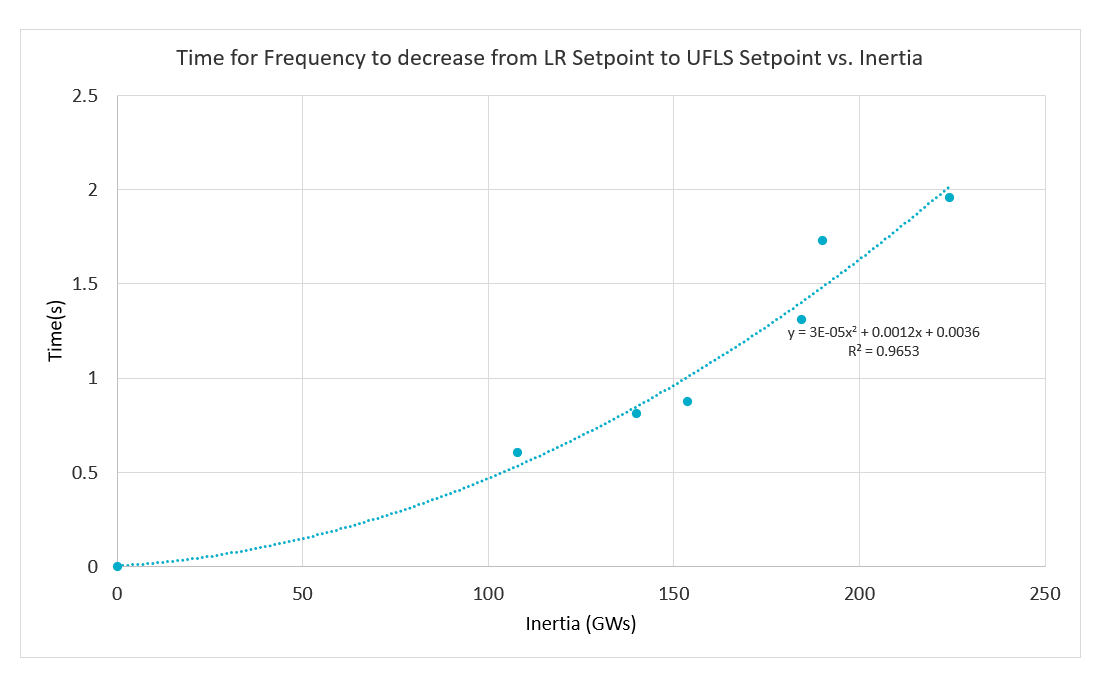 Time for Frequency to decrease from LR Setpoint to UFLS Setpoint vs. Inertia
2.5
2
1.5
1
0.5
0
Time(s)
y = 3E-05x² + 0.0012x + 0.0036
R² = 0.9653
0 50 100 150 200 250
Inertia (GWs)